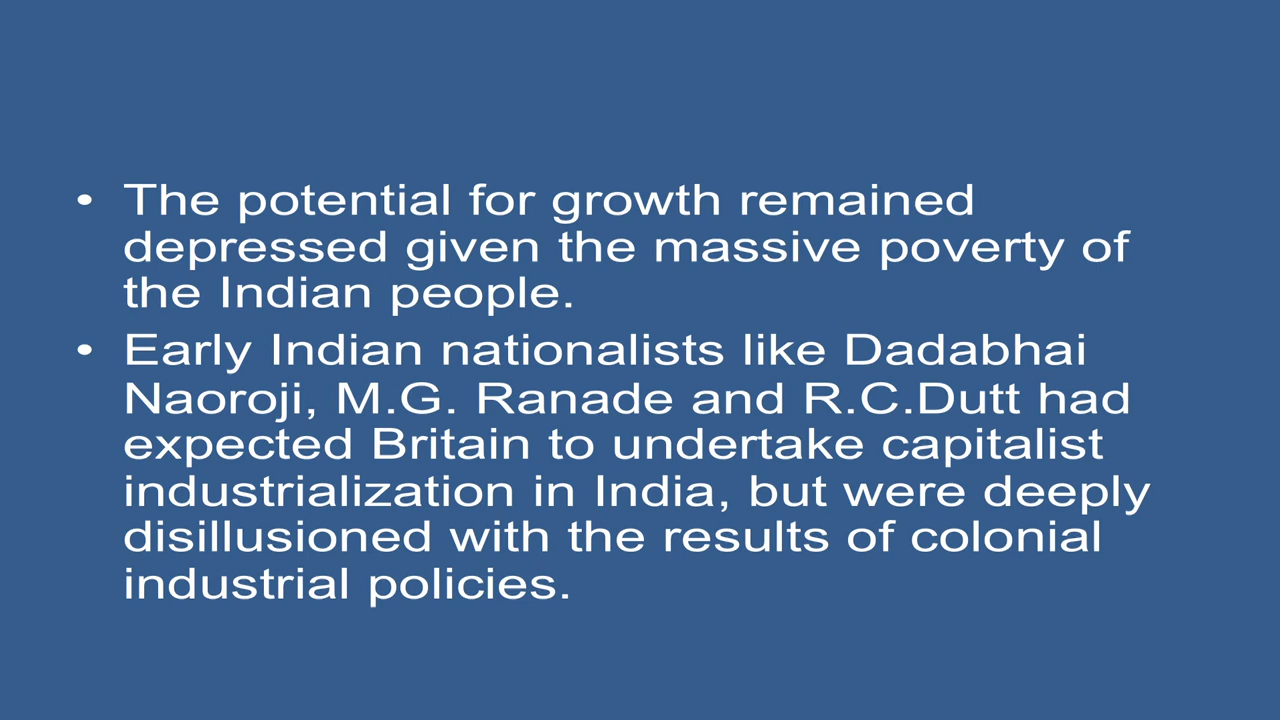 • The potential for growth remained
depressed given the massive poverty of
the Indian people.
• Early Indian nationalists like Dadabhai
Naoroji, M.G. Ranade and R.C.Dutt had
expected Britain to undertake capitalist
industrialization in India, but were deeply
disillusioned with the results of colonial
industrial policies.